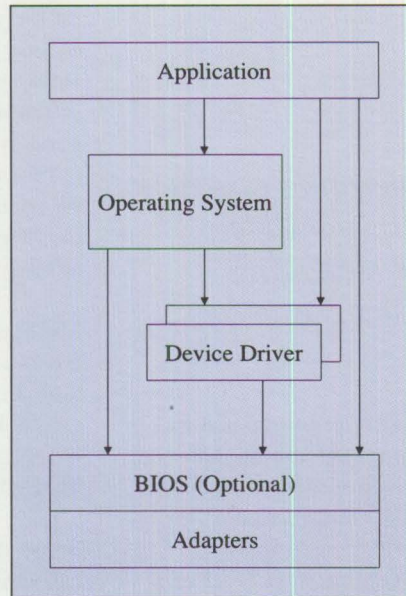 Application
Operating System
Device Driver
BIOS (Optional)
Adapters